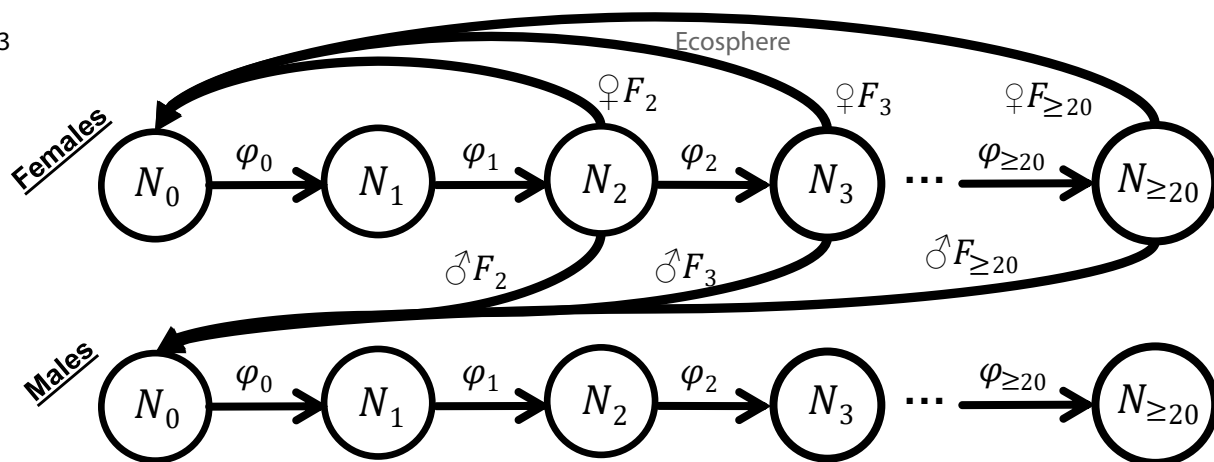 3
Ecosphere
♀F₂ ♀F₃ ♀F≥₂₀
Females
φ₀ φ₁ φ₂ φ≥₂₀
N₀ N₁ N₂ N₃ ... N≥₂₀
♂F₂ ♂F₃ ♂F≥₂₀
Males
φ₀ φ₁ φ₂ φ≥₂₀
N₀ N₁ N₂ N₃ ... N≥₂₀